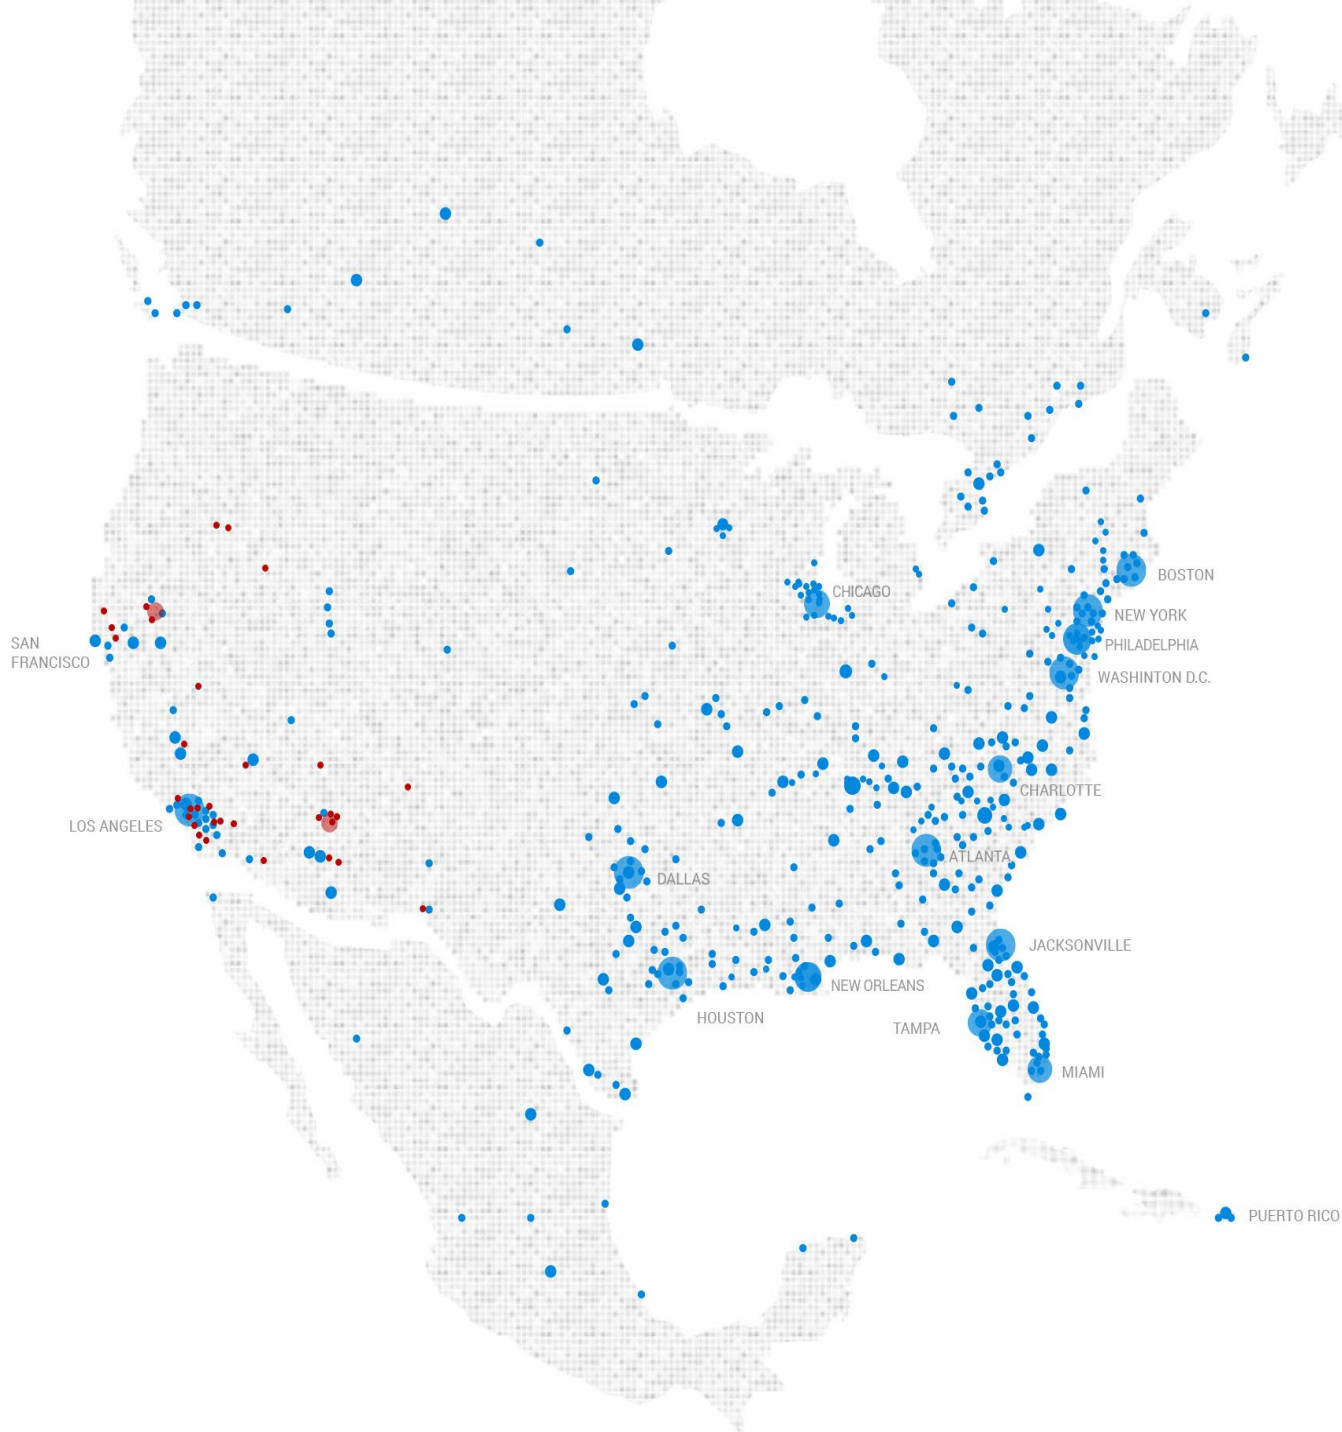 BOSTON
CHICAGO
NEW YORK
SAN
FRANCISCO
PHILADELPHIA
WASHINTON D.C.
CHARLOTTE
LOS ANGELES
ATLANTA
DALLAS
JACKSONVILLE
NEW ORLEANS
HOUSTON
TAMPA
MIAMI
PUERTO RICO